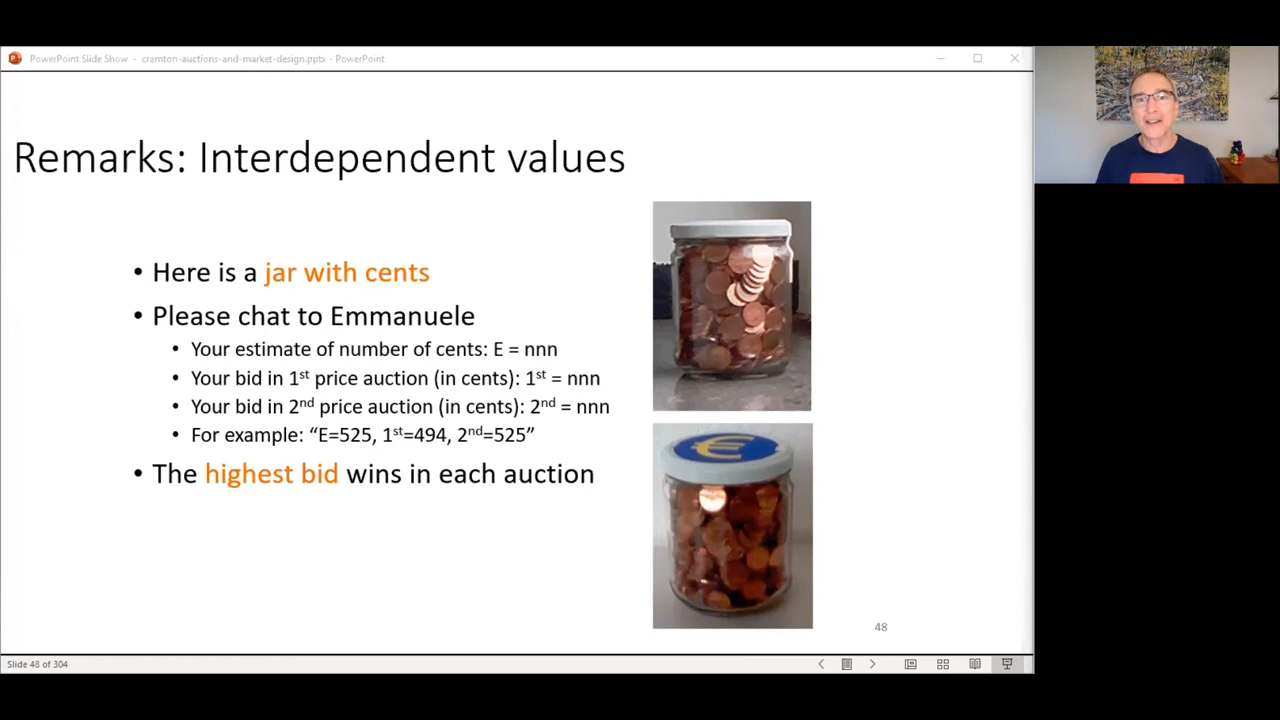 PowerPoint Slide Show - cramton-auctions-and-market-design.pptx - PowerPoint
Remarks: Interdependent values
• Here is a jar with cents
• Please chat to Emmanuele
• Your estimate of number of cents: E = nnn
• Your bid in 1st price auction (in cents): 1st = nnn
• Your bid in 2nd price auction (in cents): 2nd = nnn
• For example: “E=525, 1st=494, 2nd=525”
• The highest bid wins in each auction
€
48
Slide 48 of 304